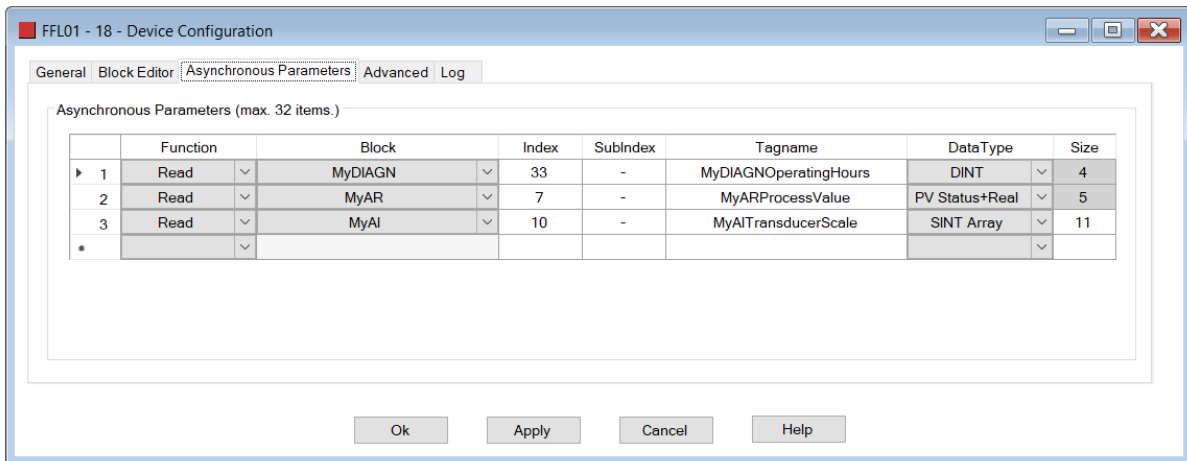 FFL01 - 18 - Device Configuration
General Block Editor Asynchronous Parameters Advanced Log
Asynchronous Parameters (max. 32 items.)
Function Block Index SubIndex Tagname DataType Size
1 Read MyDIAGN 33 - MyDIAGNOperatingHours DINT 4
2 Read MyAR 7 - MyARProcessValue PV Status+Real 5
3 Read MyAI 10 - MyAITransducerScale SINT Array 11
Ok Apply Cancel Help